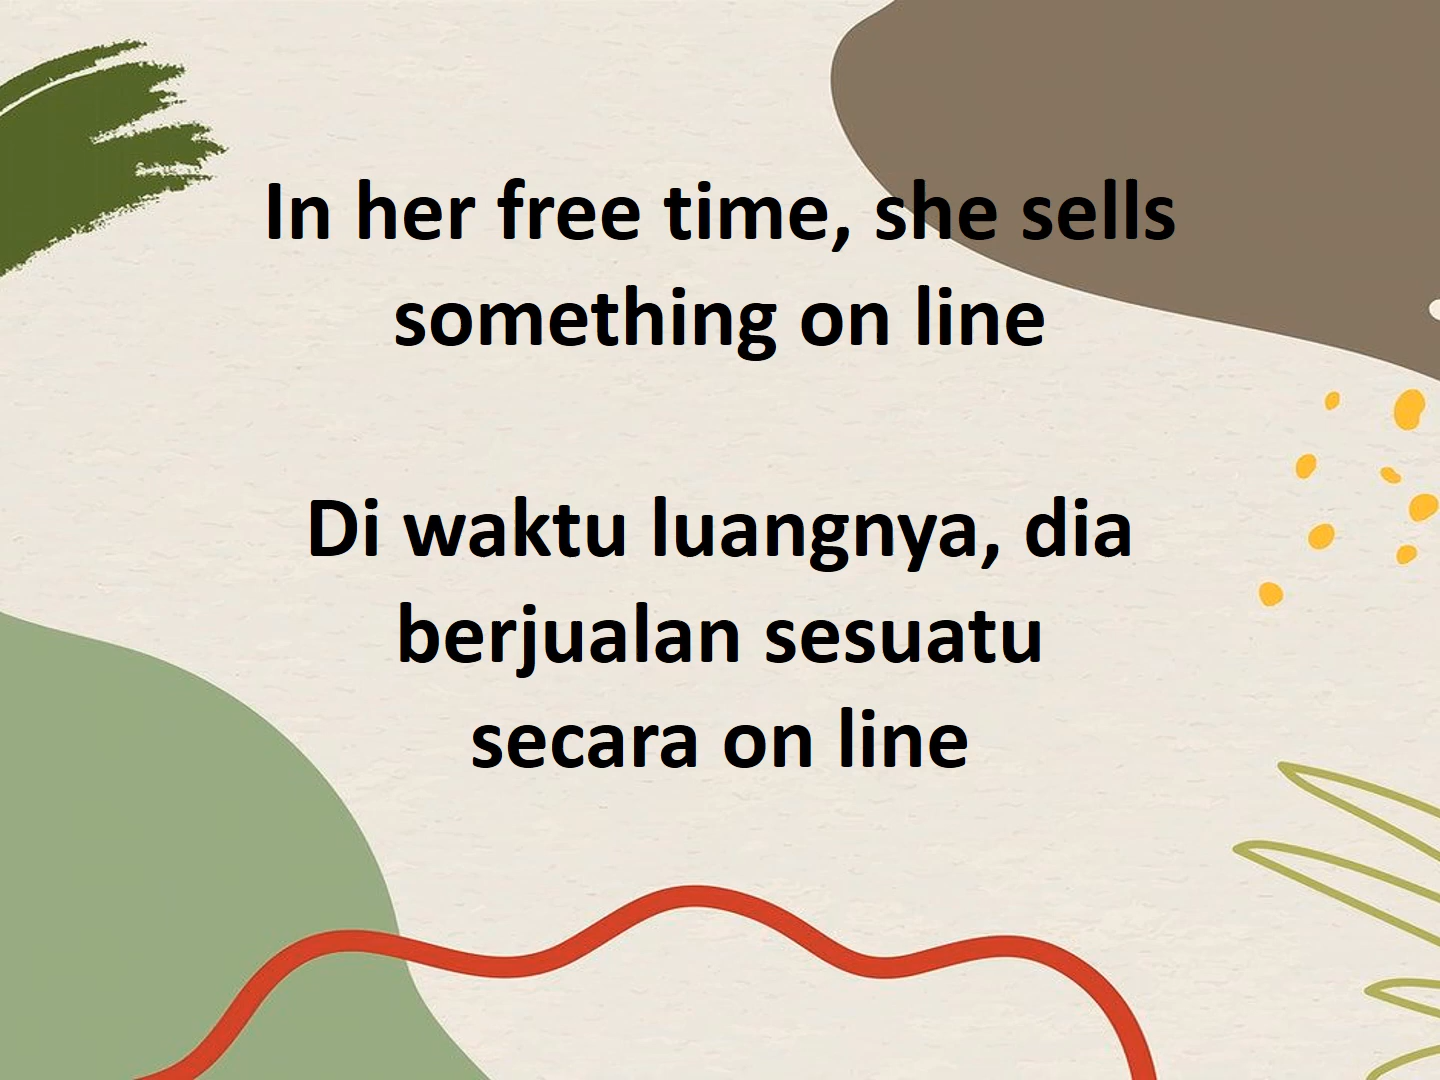 In her free time, she sells
something on line
Di waktu luangnya, dia
berjualan sesuatu
secara on line